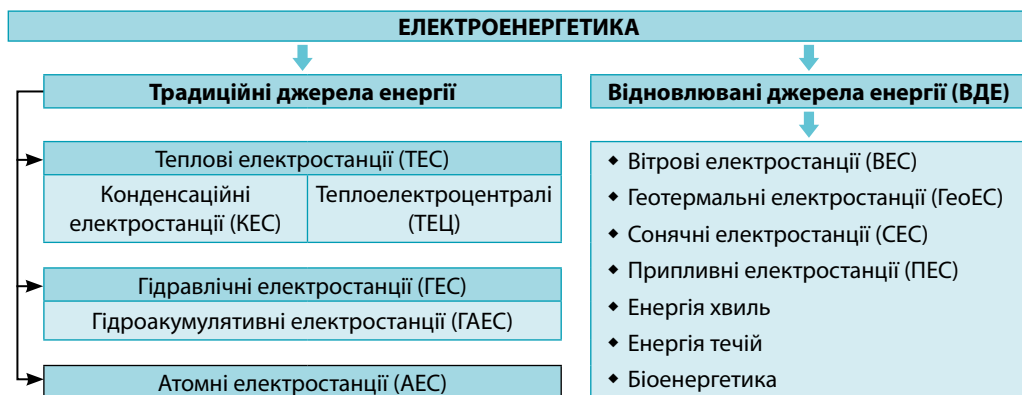 ЕЛЕКТРОЕНЕРГЕТИКА
Традиційні джерела енергії
Теплові електростанції (ТЕС)
Конденсаційні
електростанції (КЕС)
Теплоелектроцентралі
(ТЕЦ)
Гідравлічні електростанції (ГЕС)
Гідроакумулятивні електростанції (ГАЕС)
Атомні електростанції (АЕС)
Відновлювані джерела енергії (ВДЕ)
◆ Вітрові електростанції (ВЕС)
◆ Геотермальні електростанції (ГеоЕС)
◆ Сонячні електростанції (СЕС)
◆ Припливні електростанції (ПЕС)
◆ Енергія хвиль
◆ Енергія течій
◆ Біоенергетика